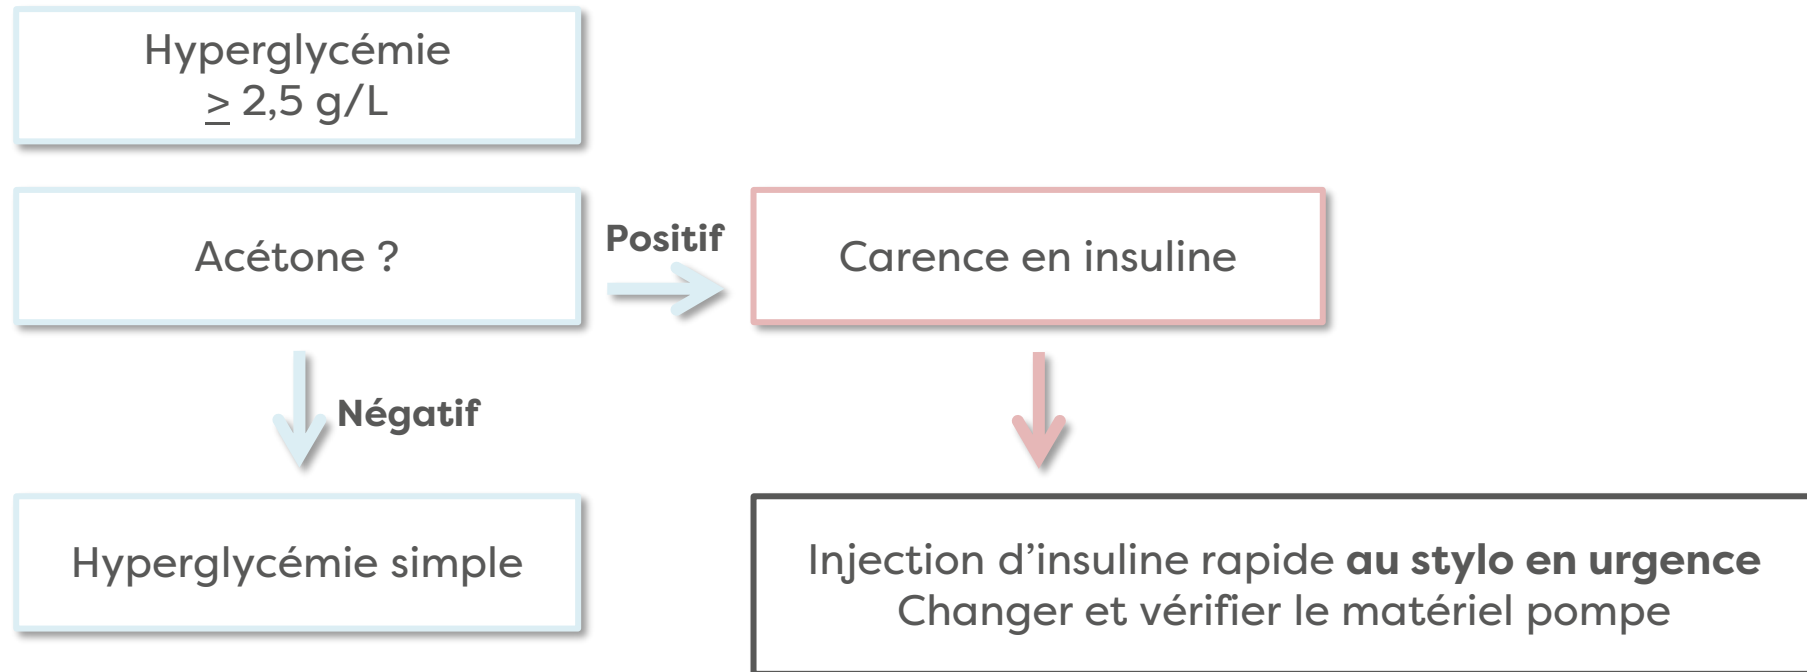 Hyperglycémie
≥ 2,5 g/L
Acétone ?
Positif
Carence en insuline
Négatif
Hyperglycémie simple
Injection d’insuline rapide au stylo en urgence
Changer et vérifier le matériel pompe